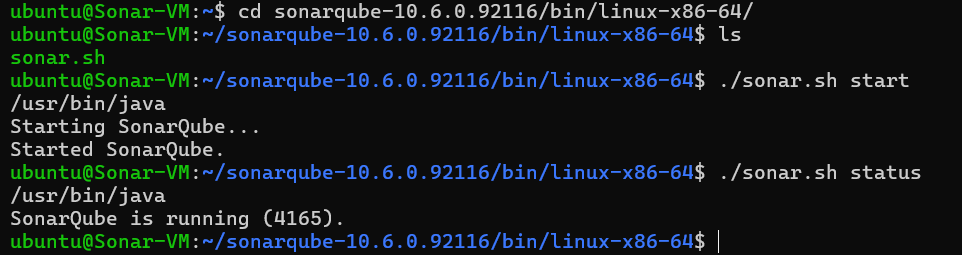 ubuntu@Sonar-VM:~$ cd sonarqube-10.6.0.92116/bin/linux-x86-64/
ubuntu@Sonar-VM:~/sonarqube-10.6.0.92116/bin/linux-x86-64$ ls
sonar.sh
ubuntu@Sonar-VM:~/sonarqube-10.6.0.92116/bin/linux-x86-64$ ./sonar.sh start
/usr/bin/java
Starting SonarQube...
Started SonarQube.
ubuntu@Sonar-VM:~/sonarqube-10.6.0.92116/bin/linux-x86-64$ ./sonar.sh status
/usr/bin/java
SonarQube is running (4165).
ubuntu@Sonar-VM:~/sonarqube-10.6.0.92116/bin/linux-x86-64$